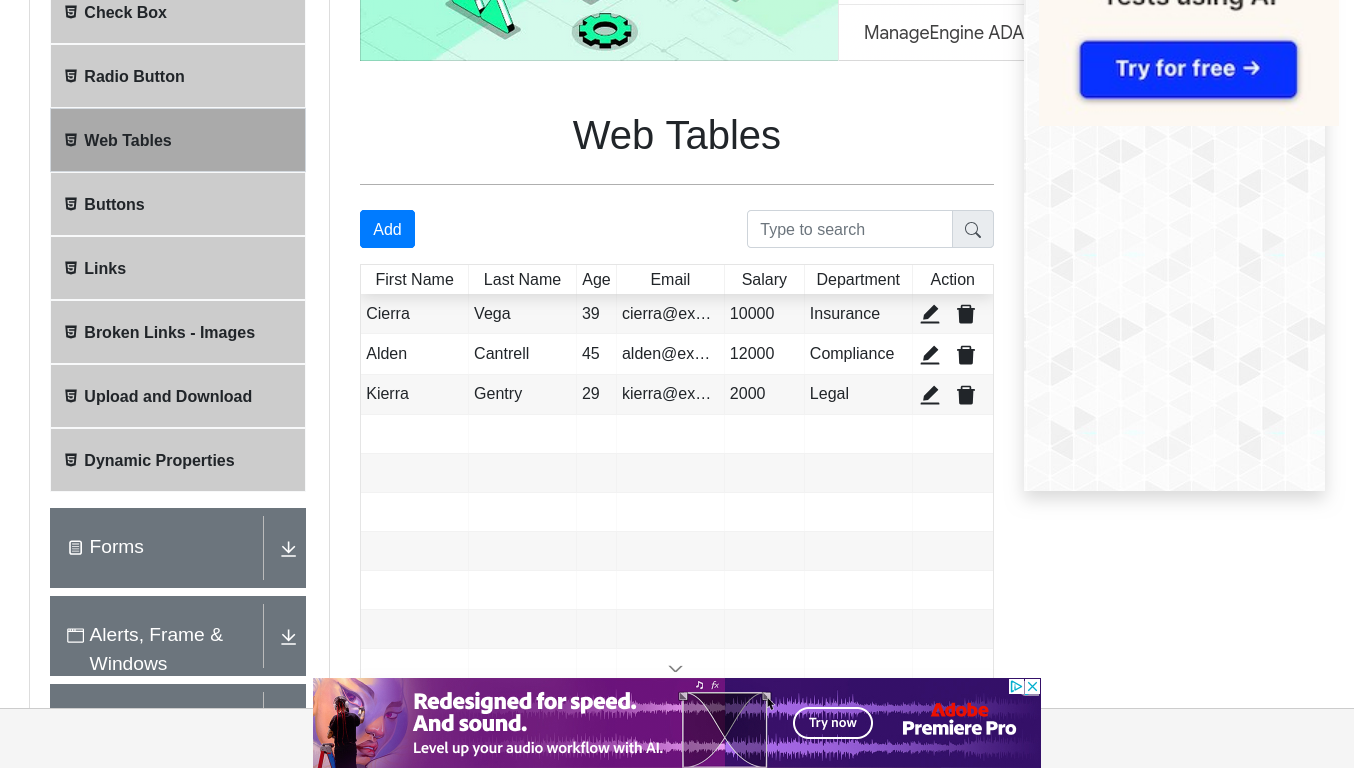 Check Box
Radio Button
Web Tables
Buttons
Links
Broken Links - Images
Upload and Download
Dynamic Properties
Forms
Alerts, Frame &
Windows
ManageEngine ADA
Tests using AI
Try for free →
Web Tables
Add
Type to search
First Name Last Name Age Email Salary Department Action
Cierra Vega 39 cierra@ex… 10000 Insurance
Alden Cantrell 45 alden@ex… 12000 Compliance
Kierra Gentry 29 kierra@ex… 2000 Legal
Redesigned for speed.
And sound.
Level up your audio workflow with AI.
fx
Try now
Adobe
Premiere Pro